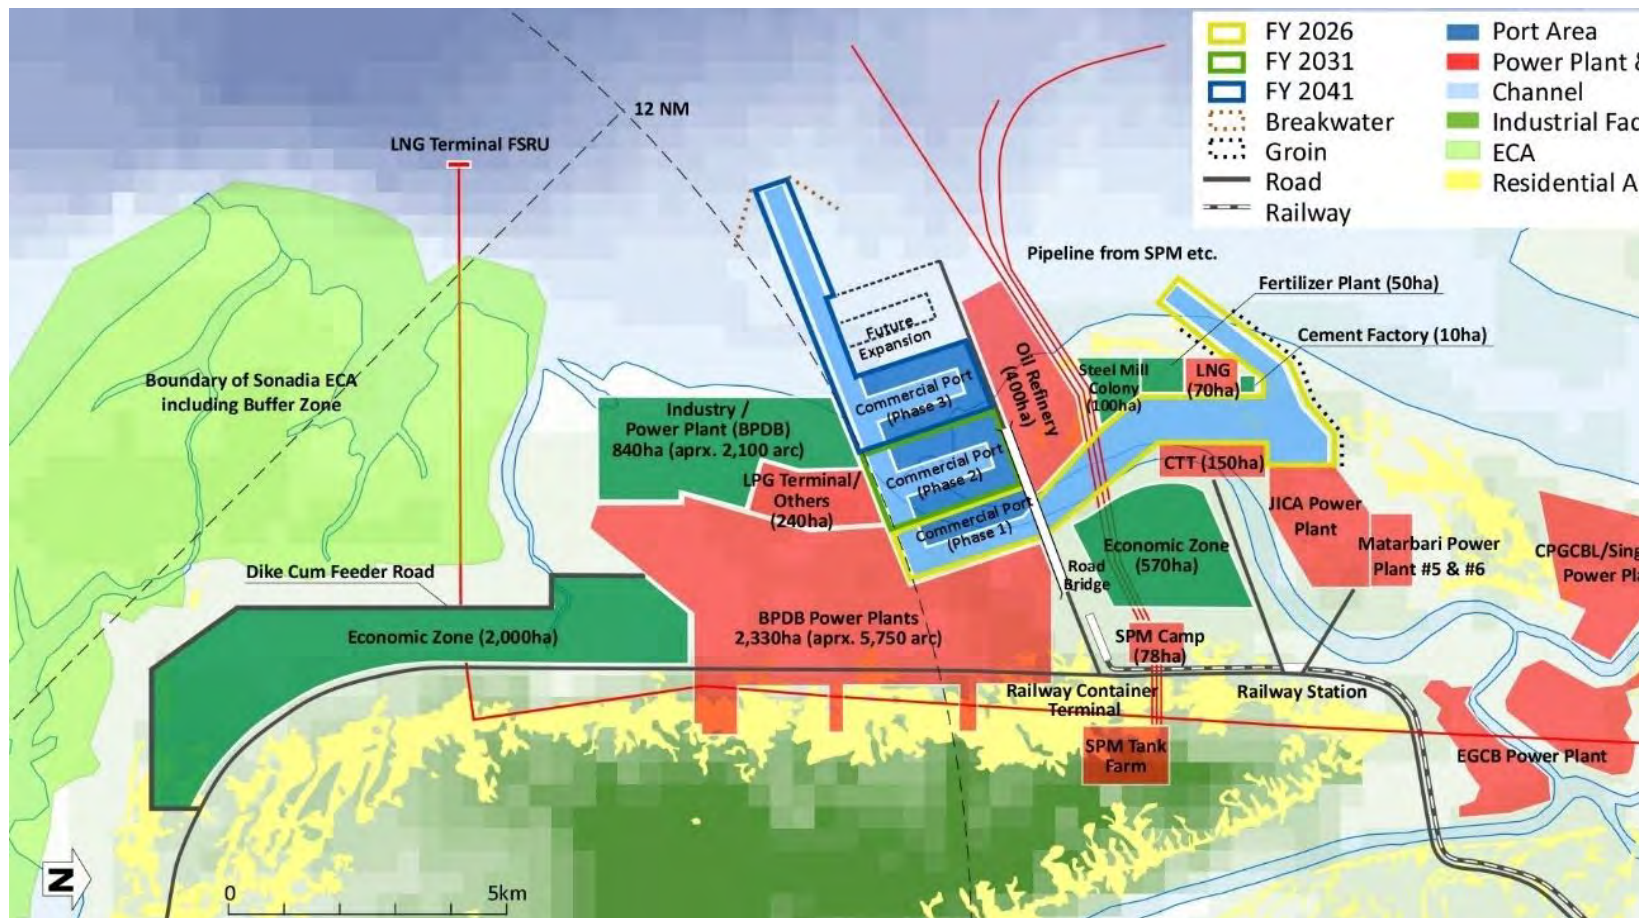 FY 2026
FY 2031
FY 2041
Breakwater
Groin
Road
Railway
Port Area
Power Plant &
Channel
Industrial Fac
ECA
Residential A
12 NM
LNG Terminal FSRU
Pipeline from SPM etc.
Fertilizer Plant (50ha)
Cement Factory (10ha)
Future
Expansion
Oil Refinery
(400ha)
Steel Mill
Colony
(100ha)
LNG
(70ha)
Boundary of Sonadia ECA
including Buffer Zone
Commercial Port
(Phase 3)
Industry /
Power Plant (BPDB)
840ha (aprx. 2,100 arc)
LPG Terminal/
Others
(240ha)
Commercial Port
(Phase 2)
CTT (150ha)
Commercial Port
(Phase 1)
JICA Power
Plant
Matarbari Power
Plant #5 & #6
CPGCBL/Sing
Power Pla
Economic Zone
(570ha)
Road
Bridge
Dike Cum Feeder Road
Economic Zone (2,000ha)
BPDB Power Plants
2,330ha (aprx. 5,750 arc)
SPM Camp
(78ha)
Railway Container
Terminal
Railway Station
SPM Tank
Farm
EGCB Power Plant
N
0
5km